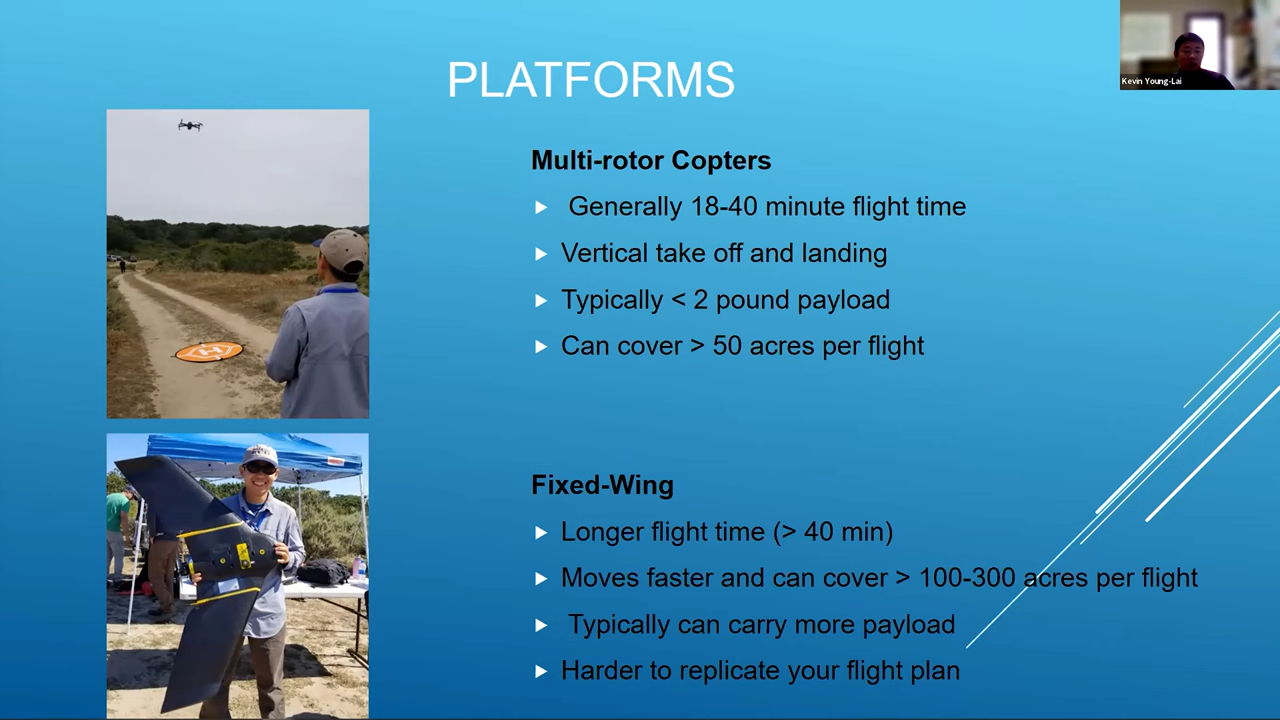 PLATFORMS
Kevin Young-Lai
Multi-rotor Copters
Generally 18-40 minute flight time
Vertical take off and landing
Typically < 2 pound payload
Can cover > 50 acres per flight
H
Fixed-Wing
Longer flight time (> 40 min)
Moves faster and can cover > 100-300 acres per flight
Typically can carry more payload
Harder to replicate your flight plan